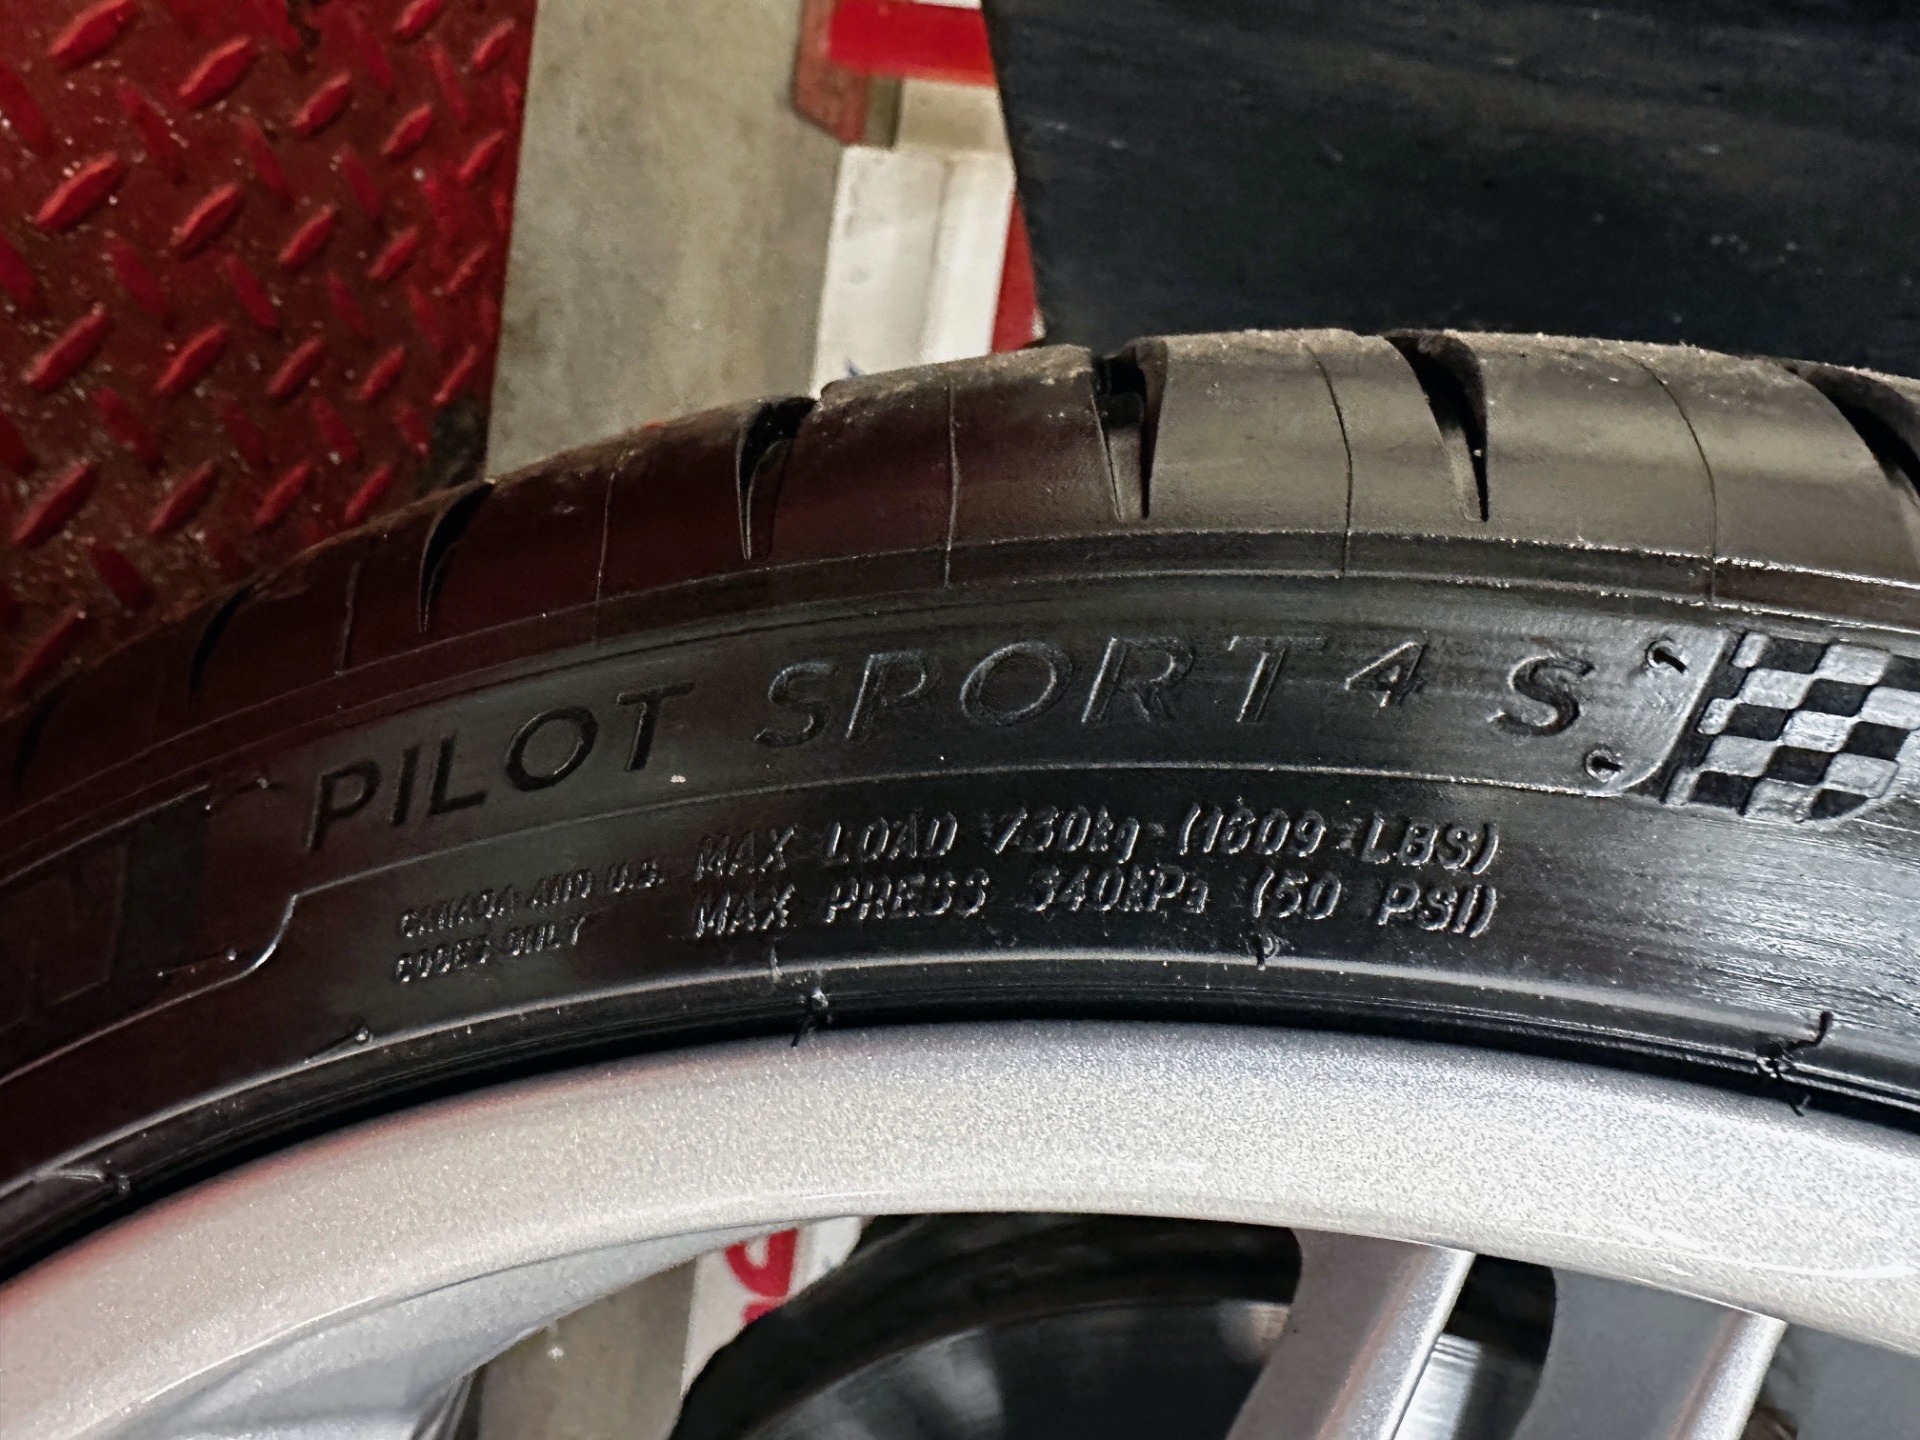 PILOT SPORT 4 S
CANADA AND U.S.
CODES ONLY
MAX LOAD 730kg (1609 LBS)
MAX PRESS 340kPa (50 PSI)